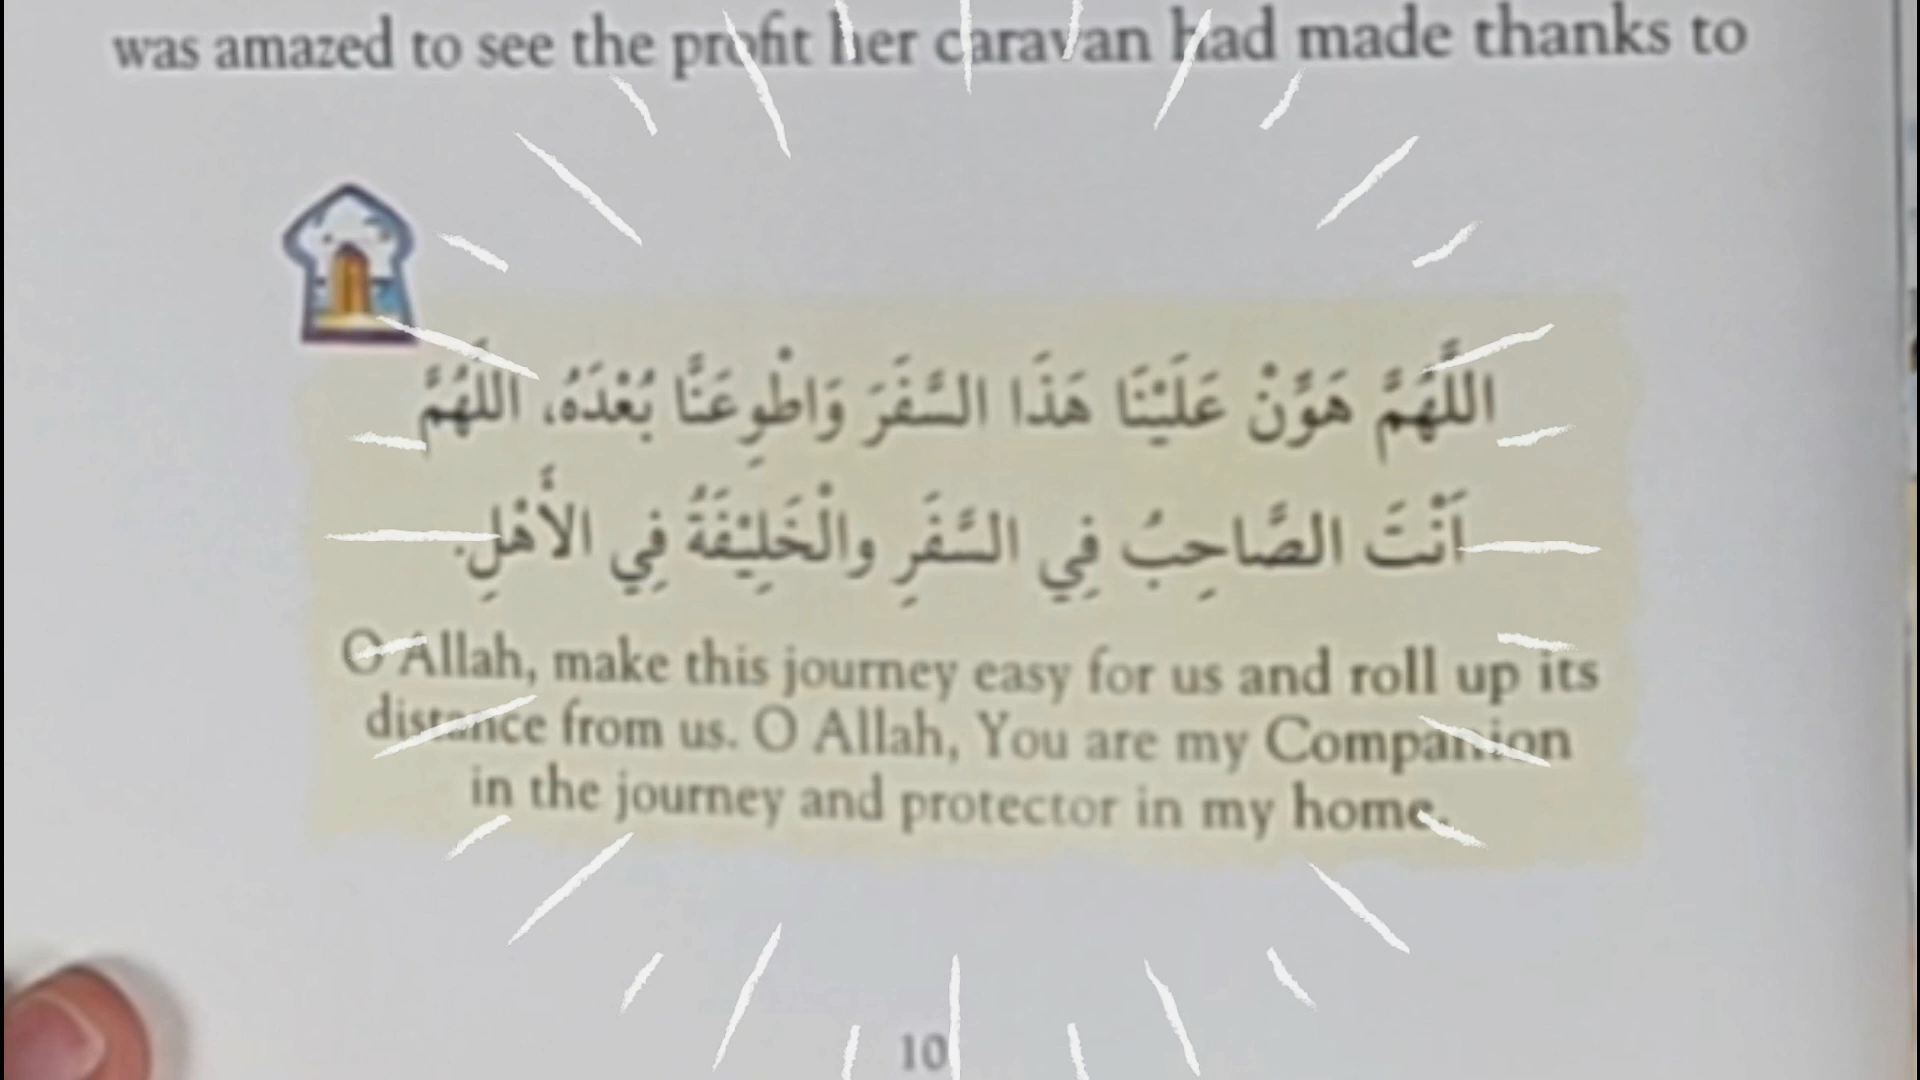 was amazed to see the profit her caravan had made thanks to
اللَّهُمَّ هَوِّنْ عَلَيْنَا هَذَا السَّفَرَ وَاطْوِعَنَّا بُعْدَهُ، اللَّهُمَّ
أَنْتَ الصَّاحِبُ فِي السَّفَرِ والْخَلِيْفَةُ فِي الأَهْلِ.
O Allah, make this journey easy for us and roll up its
distance from us. O Allah, You are my Companion
in the journey and protector in my home.
10